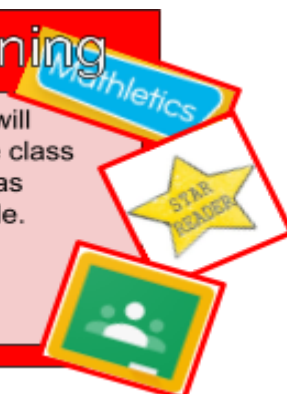 ning
Mathletics
will
class
as
le.
STAR
READER